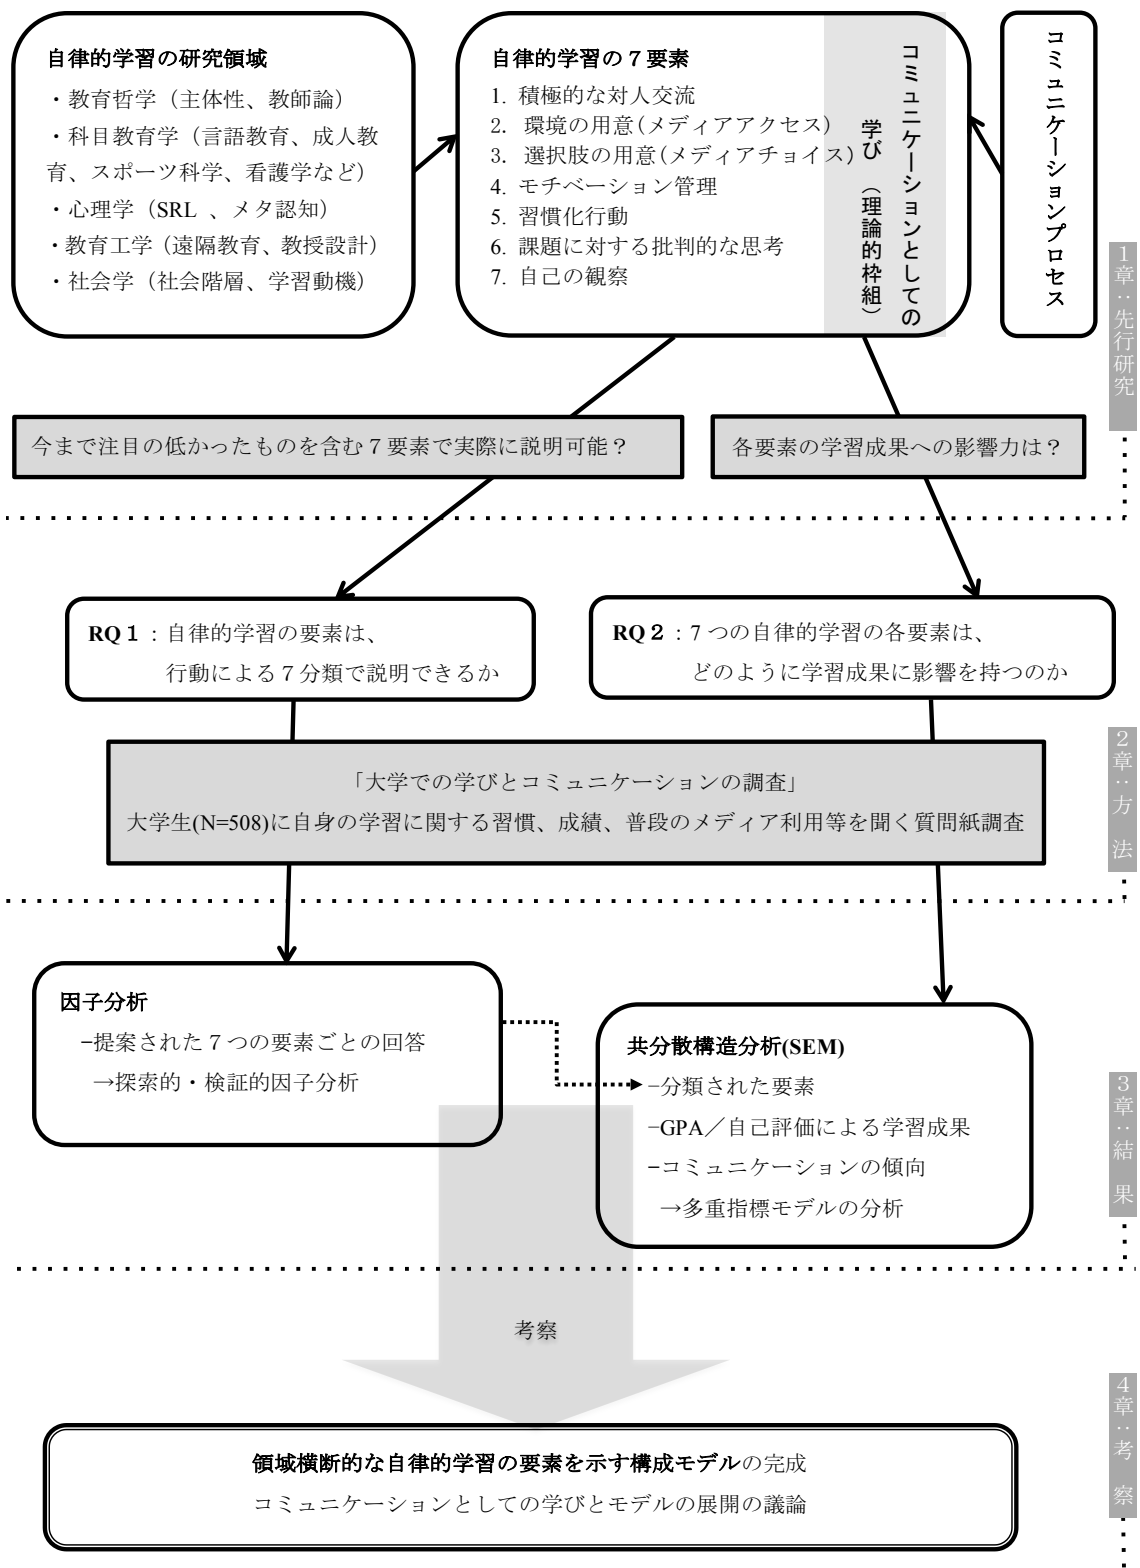 自律的学習の研究領域
・教育哲学（主体性、教師論）
・科目教育学（言語教育、成人教
育、スポーツ科学、看護学など）
・心理学（SRL 、メタ認知）
・教育工学（遠隔教育、教授設計）
・社会学（社会階層、学習動機）
自律的学習の７要素
1. 積極的な対人交流
2. 環境の用意(メディアアクセス)
3. 選択肢の用意(メディアチョイス)
4. モチベーション管理
5. 習慣化行動
6. 課題に対する批判的な思考
7. 自己の観察
コミュニケーションとしての
学び（理論的枠組）
コミュニケーションプロセス
1章：先行研究
今まで注目の低かったものを含む７要素で実際に説明可能？
各要素の学習成果への影響力は？
RQ１：自律的学習の要素は、
行動による７分類で説明できるか
RQ２：7 つの自律的学習の各要素は、
どのように学習成果に影響を持つのか
2章：方 法
「大学での学びとコミュニケーションの調査」
大学生(N=508)に自身の学習に関する習慣、成績、普段のメディア利用等を聞く質問紙調査
因子分析
−提案された７つの要素ごとの回答
→探索的・検証的因子分析
共分散構造分析(SEM)
−分類された要素
−GPA／自己評価による学習成果
−コミュニケーションの傾向
→多重指標モデルの分析
3章：結 果
考察
4章：考 察
領域横断的な自律的学習の要素を示す構成モデルの完成
コミュニケーションとしての学びとモデルの展開の議論